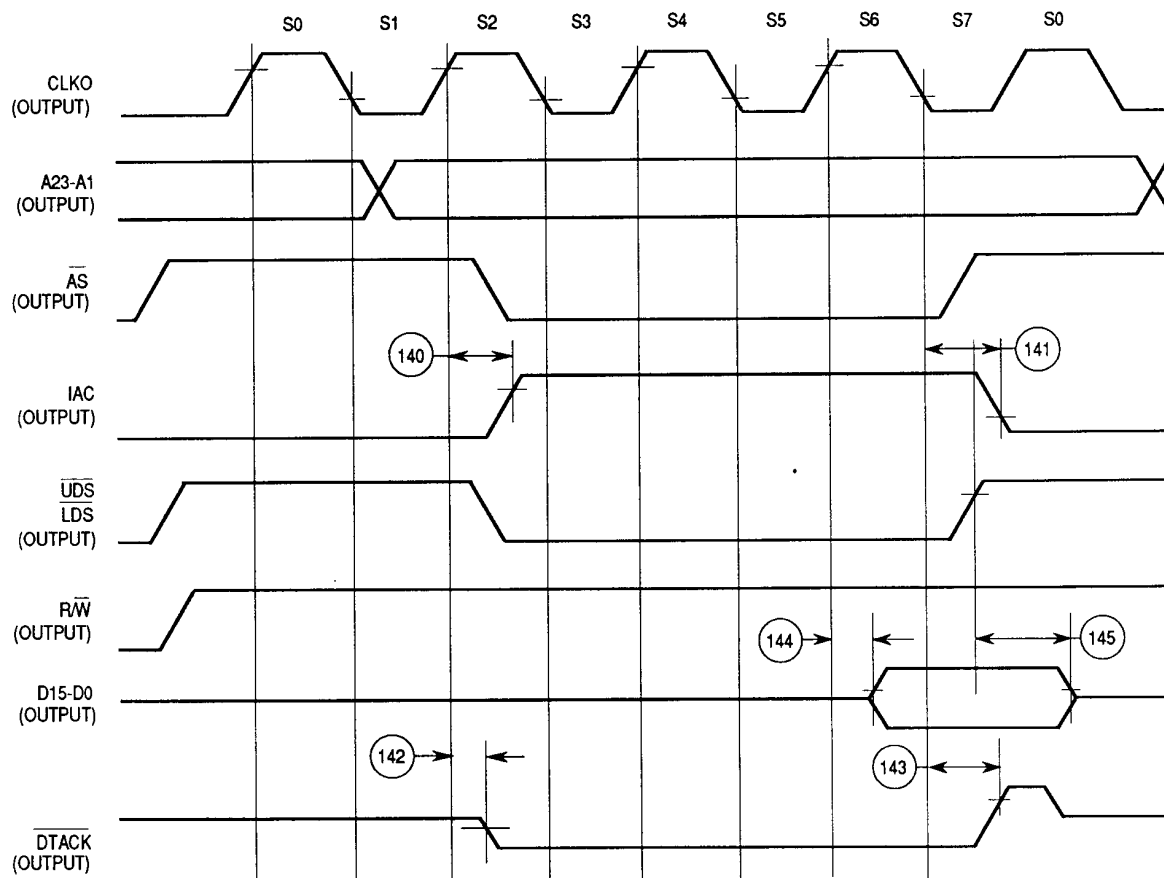 S0 S1 S2 S3 S4 S5 S6 S7 S0
CLKO
(OUTPUT)
A23-A1
(OUTPUT)
AS
(OUTPUT)
140
141
IAC
(OUTPUT)
UDS
LDS
(OUTPUT)
R/W
(OUTPUT)
144
145
D15-D0
(OUTPUT)
142
143
DTACK
(OUTPUT)